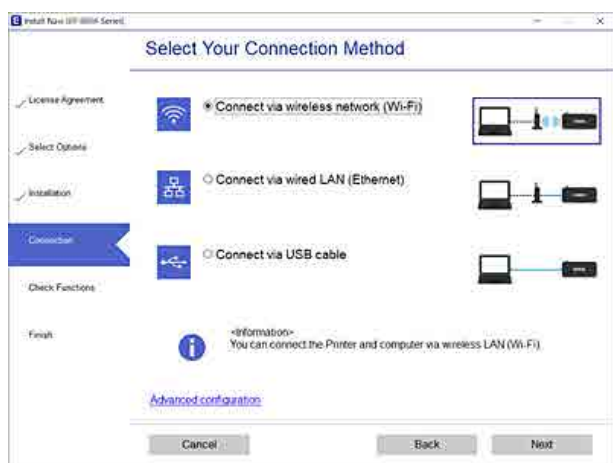 Select Your Connection Method
License Agreement
Select Options
Installation
Connection
Check Functions
Finish
Connect via wireless network (Wi-Fi)
Connect via wired LAN (Ethernet)
Connect via USB cable
<Information>
You can connect the Printer and computer via wireless LAN (Wi-Fi)
Advanced configuration
Cancel
Back
Next